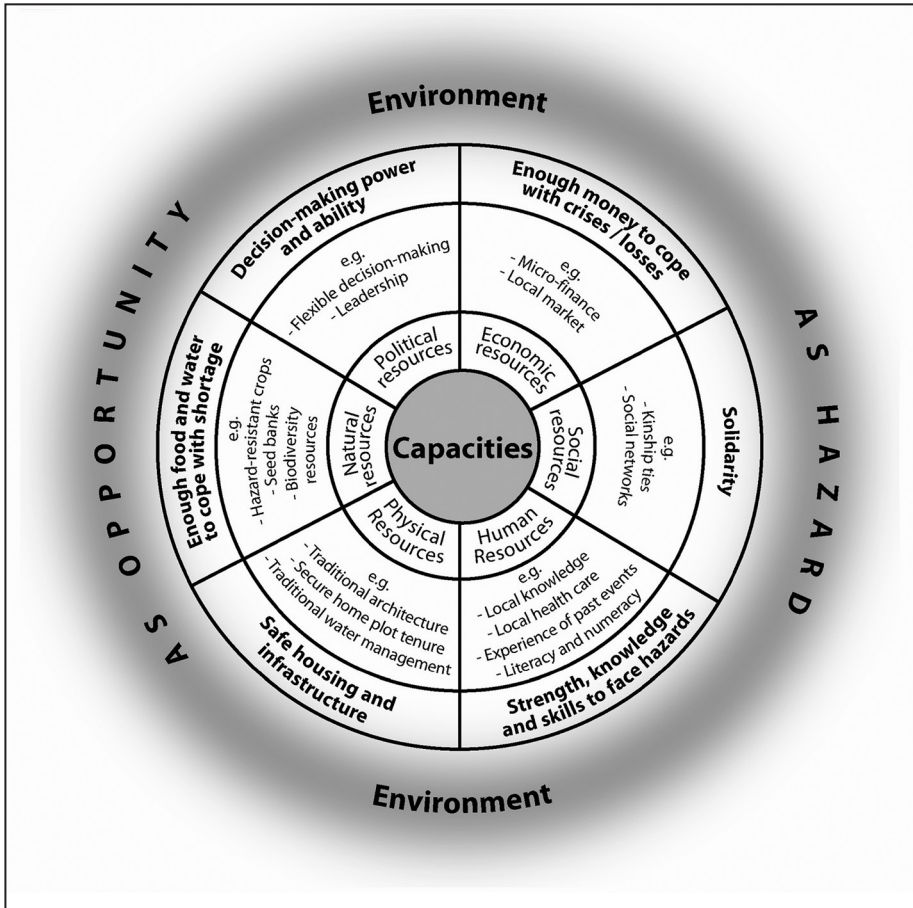 Environment
AS OPPORTUNITY
AS HAZARD
Decision-making power
and ability
e.g.
- Flexible decision-making
- Leadership
Political
resources
Enough money to cope
with crises / losses
e.g.
- Micro-finance
- Local market
Economic
resources
Solidarity
e.g.
- Kinship ties
- Social networks
Social
resources
Strength, knowledge
and skills to face hazards
e.g.
- Local knowledge
- Local health care
- Experience of past events
- Literacy and numeracy
Human
Resources
Safe housing and
infrastructure
e.g.
- Traditional architecture
- Secure home plot tenure
- Traditional water management
Physical
Resources
Enough food and water
to cope with shortage
e.g.
- Hazard-resistant crops
- Seed banks
- Biodiversity
resources
Natural
resources
Capacities
Environment